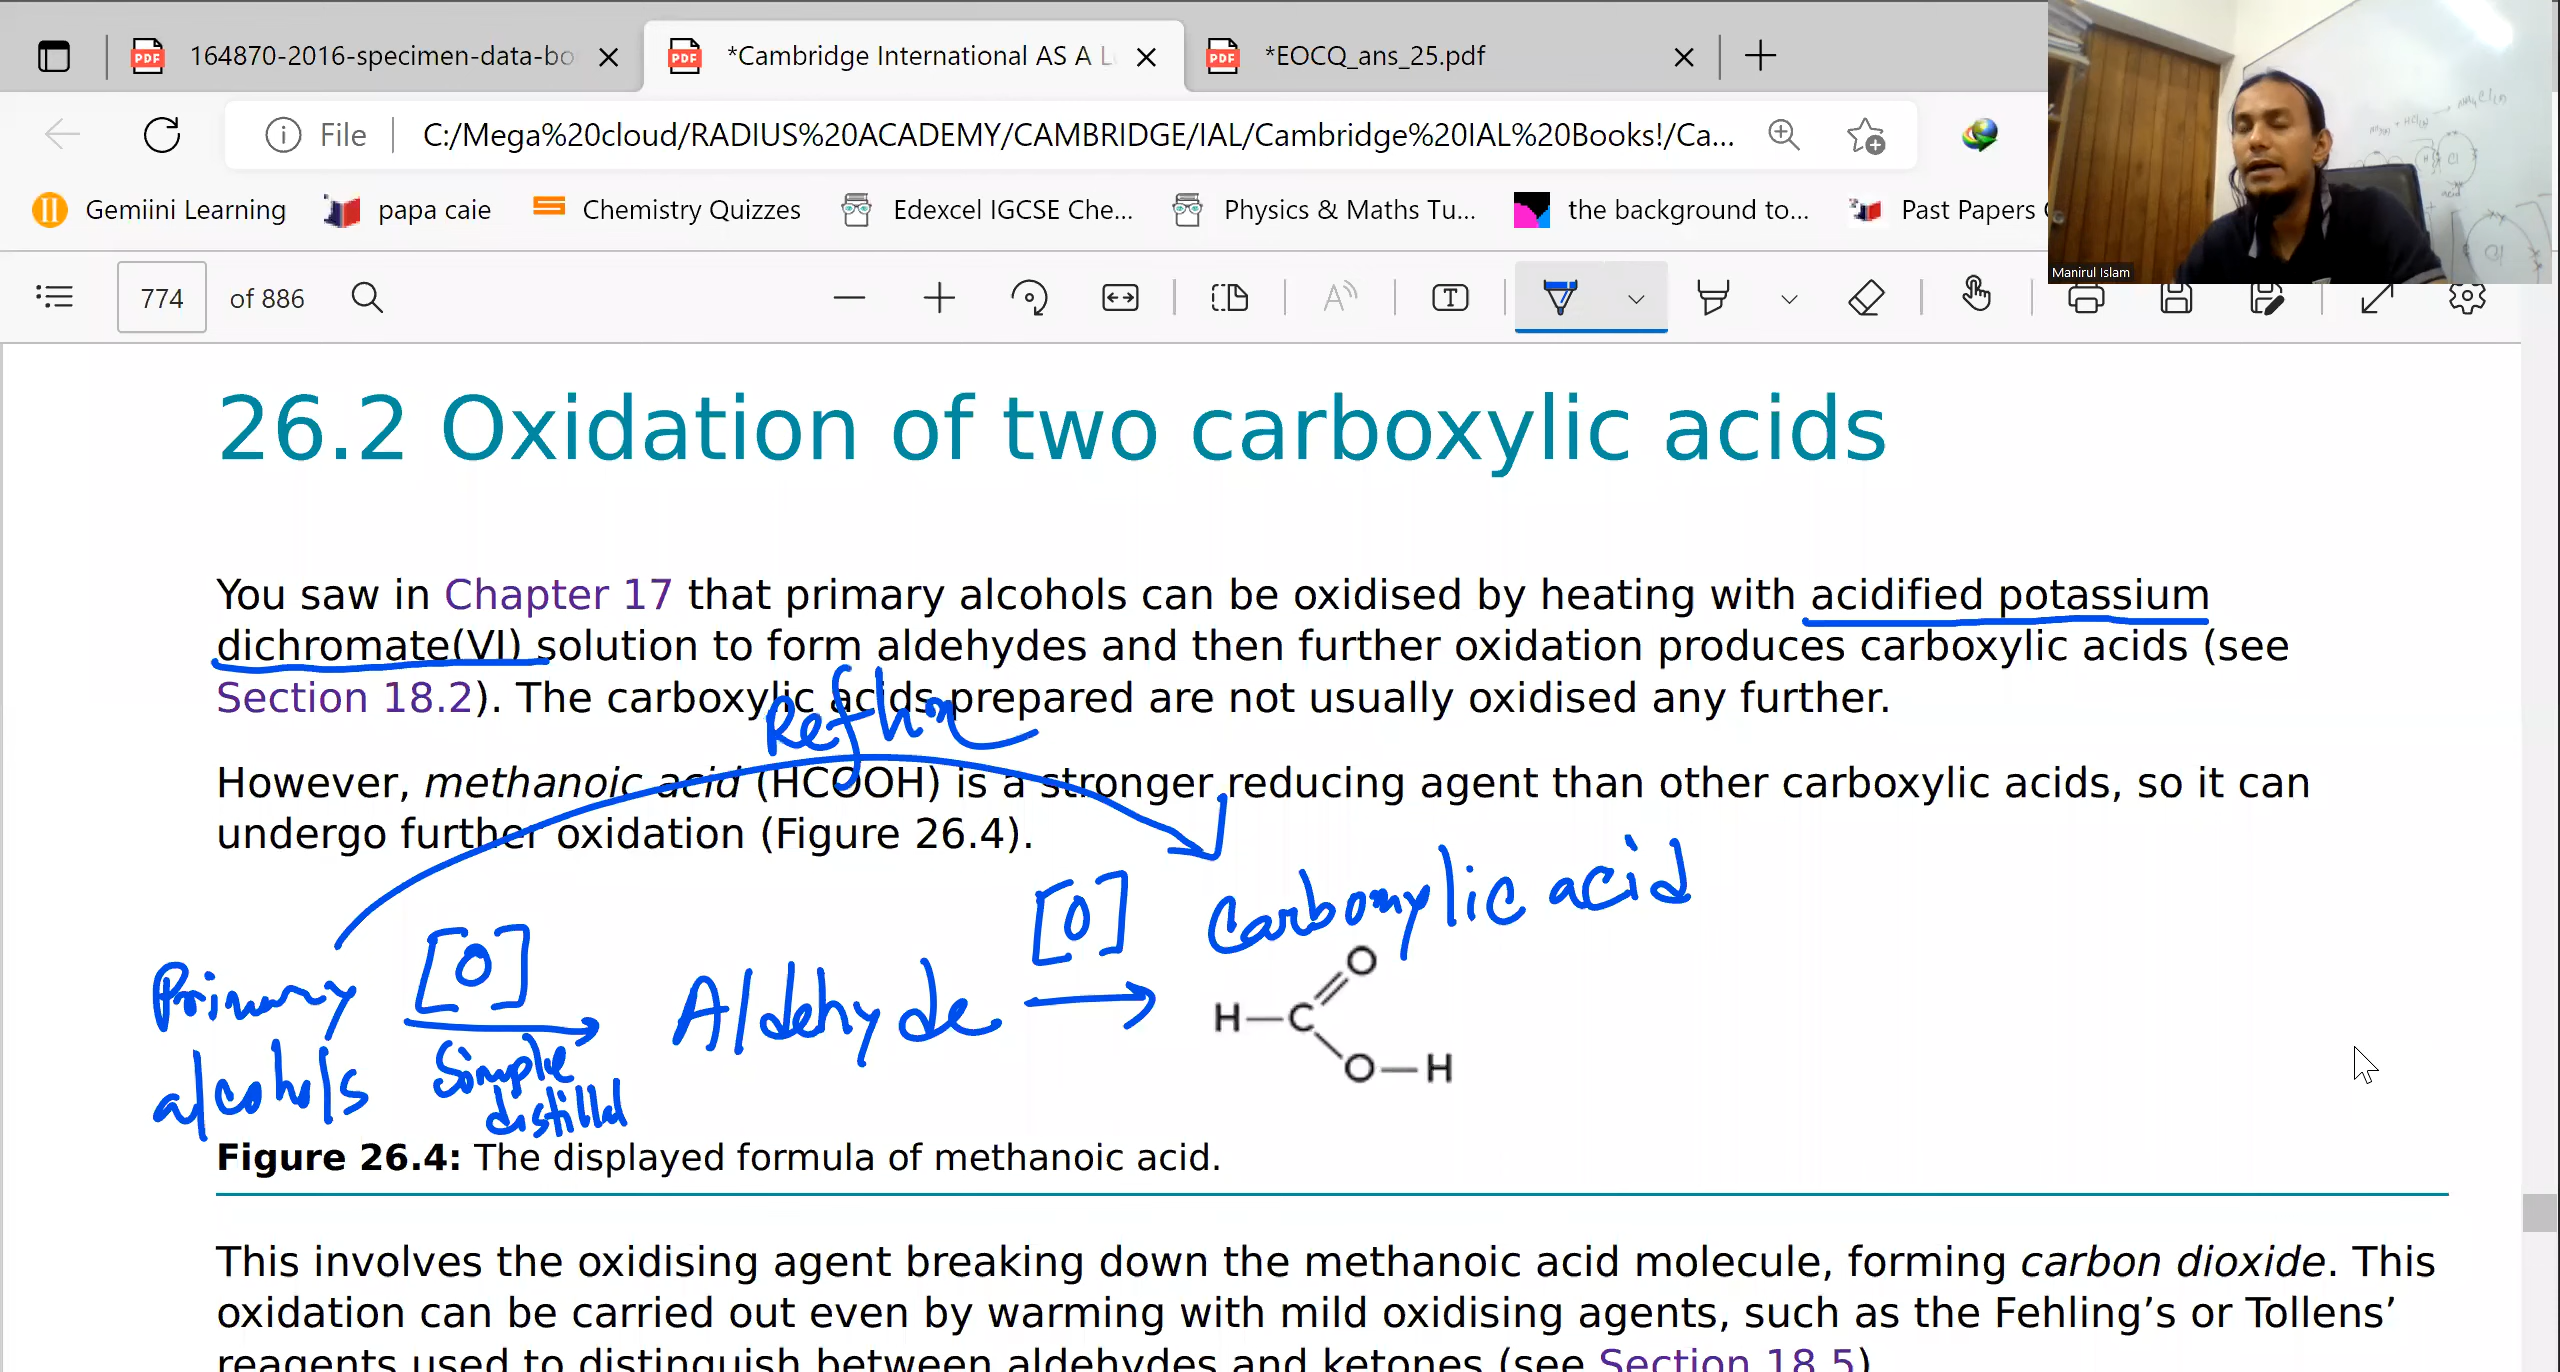 164870-2016-specimen-data-bo
*Cambridge International AS A L
*EOCQ_ans_25.pdf
File
C:/Mega%20cloud/RADIUS%20ACADEMY/CAMBRIDGE/IAL/Cambridge%20IAL%20Books!/Ca...
Gemiini Learning
papa caie
Chemistry Quizzes
Edexcel IGCSE Che...
Physics & Maths Tu...
the background to...
Past Papers
Manirul Islam
774 of 886
26.2 Oxidation of two carboxylic acids
You saw in Chapter 17 that primary alcohols can be oxidised by heating with acidified potassium
dichromate(VI) solution to form aldehydes and then further oxidation produces carboxylic acids (see
Section 18.2). The carboxylic acids prepared are not usually oxidised any further.
Reflux
However, methanoic acid (HCOOH) is a stronger reducing agent than other carboxylic acids, so it can
undergo further oxidation (Figure 26.4).
Primary alcohols
[O]
Simple
distilld
Aldehyde
[O]
Carboxylic acid
O
H—C
O—H
Figure 26.4: The displayed formula of methanoic acid.
This involves the oxidising agent breaking down the methanoic acid molecule, forming carbon dioxide. This
oxidation can be carried out even by warming with mild oxidising agents, such as the Fehling’s or Tollens’
reagents used to distinguish between aldehydes and ketones (see Section 18.5)